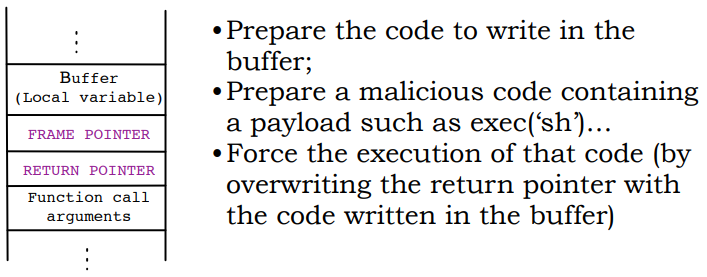 Buffer
(Local variable)
FRAME POINTER
RETURN POINTER
Function call
arguments
•Prepare the code to write in the
buffer;
•Prepare a malicious code containing
a payload such as exec(‘sh’)…
•Force the execution of that code (by
overwriting the return pointer with
the code written in the buffer)